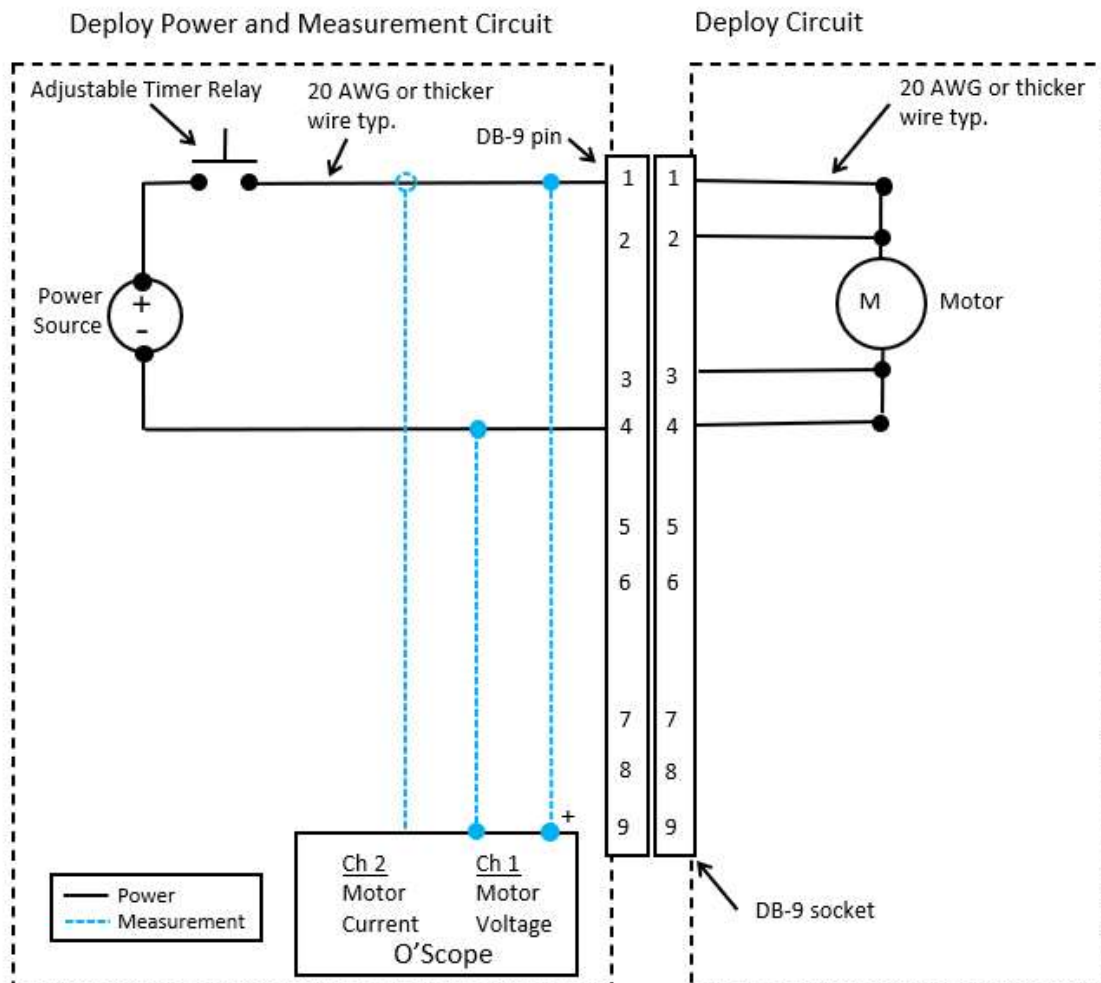 Deploy Power and Measurement Circuit
Deploy Circuit
Adjustable Timer Relay
20 AWG or thicker
wire typ.
DB-9 pin
20 AWG or thicker
wire typ.
1
1
2
2
+
-
Power
Source
M
Motor
3
3
4
4
5
5
6
6
7
7
8
8
+
9
9
Ch 2
Motor
Current
Ch 1
Motor
Voltage
O'Scope
Power
Measurement
DB-9 socket